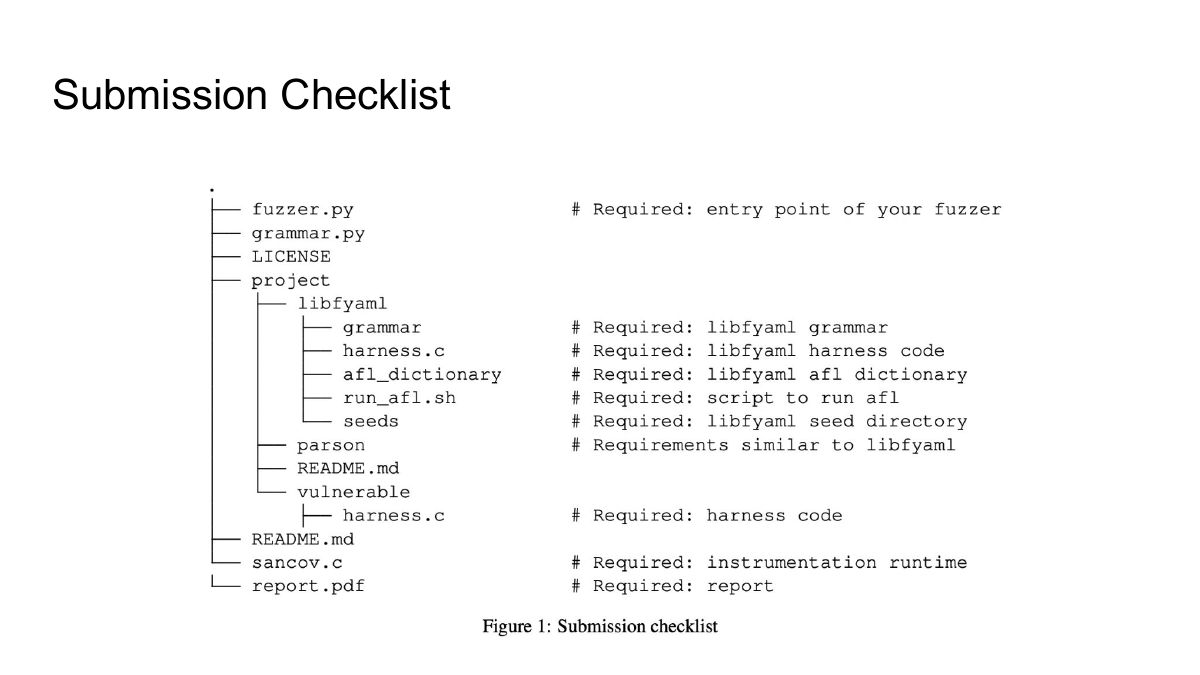 Submission Checklist
.
├── fuzzer.py # Required: entry point of your fuzzer
├── grammar.py
├── LICENSE
├── project
│   ├── libfyaml
│   │   ├── grammar # Required: libfyaml grammar
│   │   ├── harness.c # Required: libfyaml harness code
│   │   ├── afl_dictionary # Required: libfyaml afl dictionary
│   │   ├── run_afl.sh # Required: script to run afl
│   │   └── seeds # Required: libfyaml seed directory
│   ├── parson # Requirements similar to libfyaml
│   ├── README.md
│   └── vulnerable
│       ├── harness.c # Required: harness code
├── README.md
└── sancov.c # Required: instrumentation runtime
└── report.pdf # Required: report
Figure 1: Submission checklist